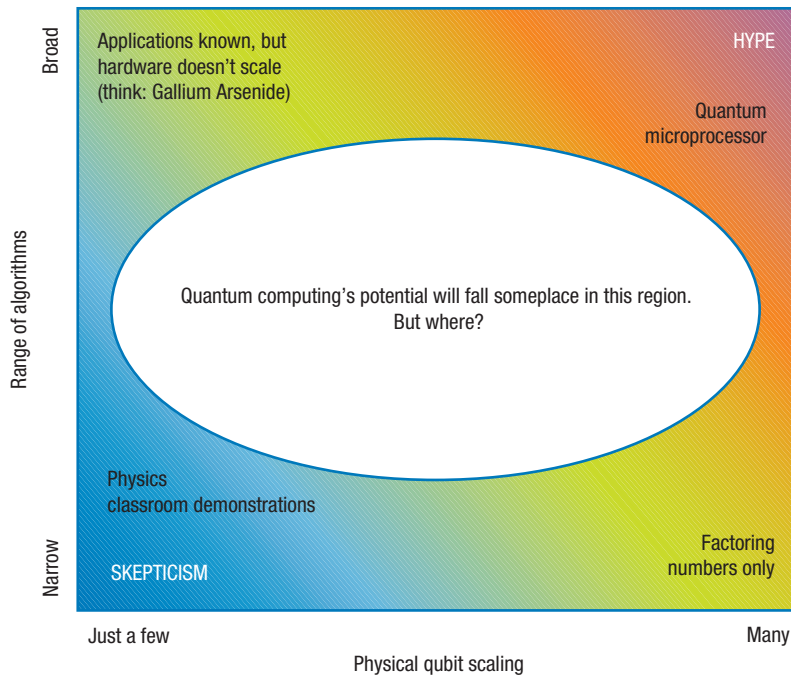 Broad
Applications known, but
hardware doesn't scale
(think: Gallium Arsenide)
HYPE
Quantum
microprocessor
Range of algorithms
Quantum computing's potential will fall someplace in this region.
But where?
Physics
classroom demonstrations
SKEPTICISM
Factoring
numbers only
Narrow
Just a few
Many
Physical qubit scaling